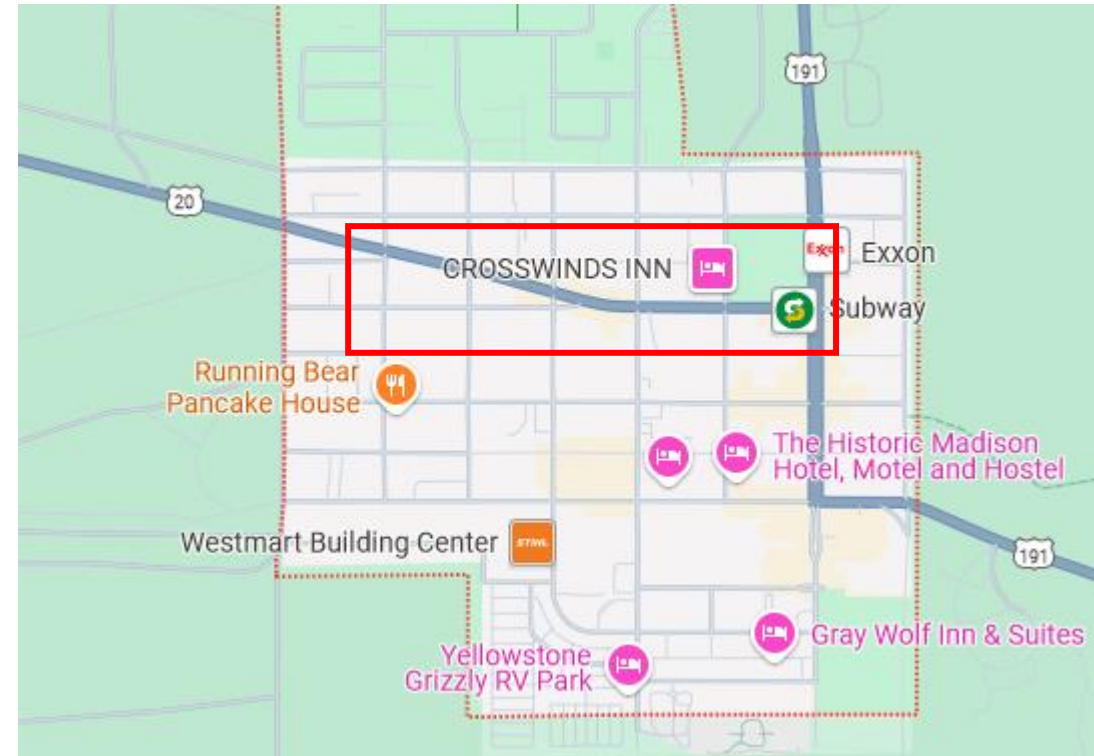 191
20
CROSSWINDS INN
Exxon
Exxon
Subway
Running Bear
Pancake House
The Historic Madison
Hotel, Motel and Hostel
Westmart Building Center
STIHL
191
Gray Wolf Inn & Suites
Yellowstone
Grizzly RV Park